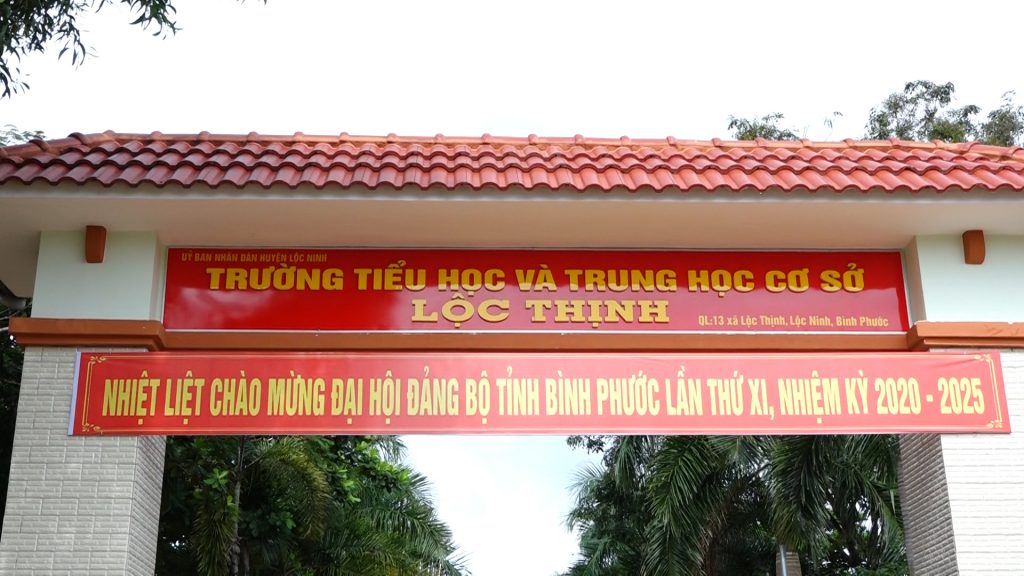 UỶ BAN NHÂN DÂN HUYỆN LỘC NINH
TRƯỜNG TIỂU HỌC VÀ TRUNG HỌC CƠ SỞ
LỘC THỊNH
QL:13 xã Lộc Thịnh, Lộc Ninh, Bình Phước
NHIỆT LIỆT CHÀO MỪNG ĐẠI HỘI ĐẢNG BỘ TỈNH BÌNH PHƯỚC LẦN THỨ XI, NHIỆM KỲ 2020 - 2025